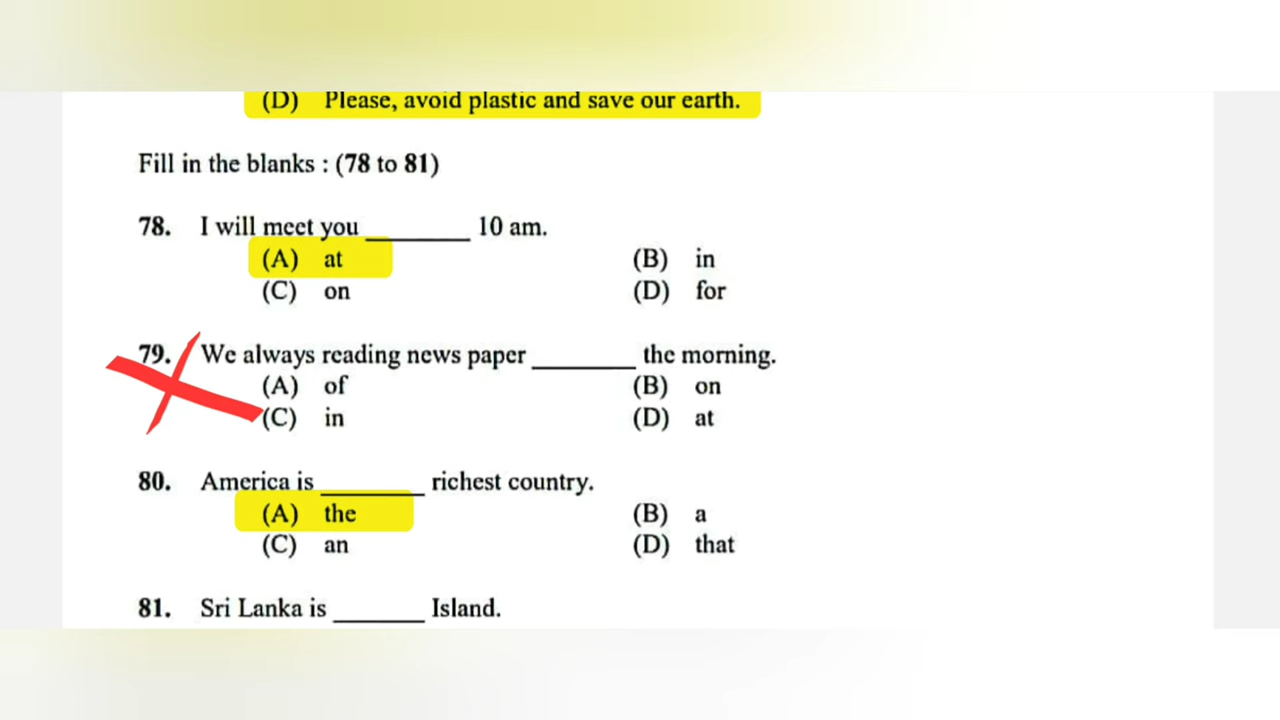 (D) Please, avoid plastic and save our earth.
Fill in the blanks : (78 to 81)
78. I will meet you ________ 10 am.
(A) at (B) in
(C) on (D) for
79. We always reading news paper ________ the morning.
(A) of (B) on
(C) in (D) at
80. America is ________ richest country.
(A) the (B) a
(C) an (D) that
81. Sri Lanka is _______ Island.